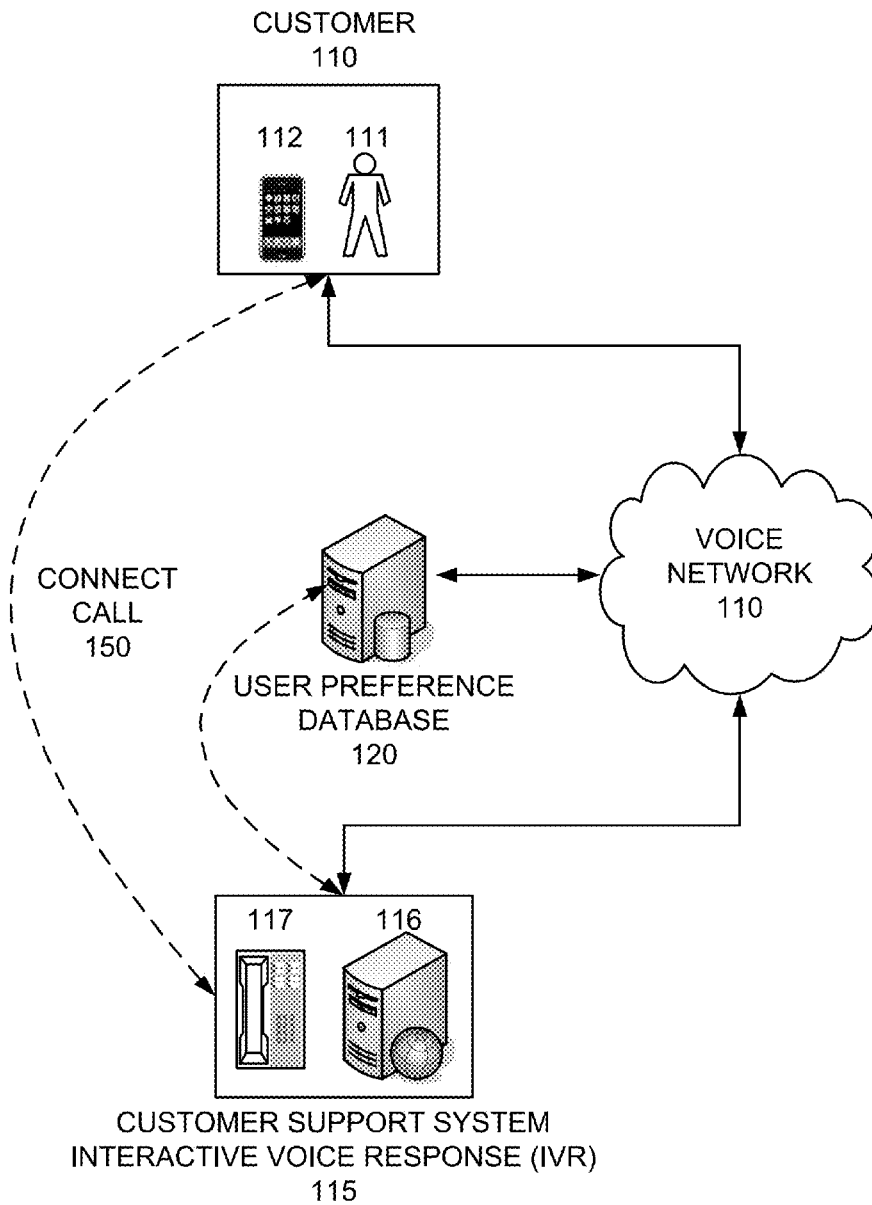 CUSTOMER
110
112
111
CONNECT
CALL
150
VOICE
NETWORK
110
USER PREFERENCE
DATABASE
120
117
116
CUSTOMER SUPPORT SYSTEM
INTERACTIVE VOICE RESPONSE (IVR)
115